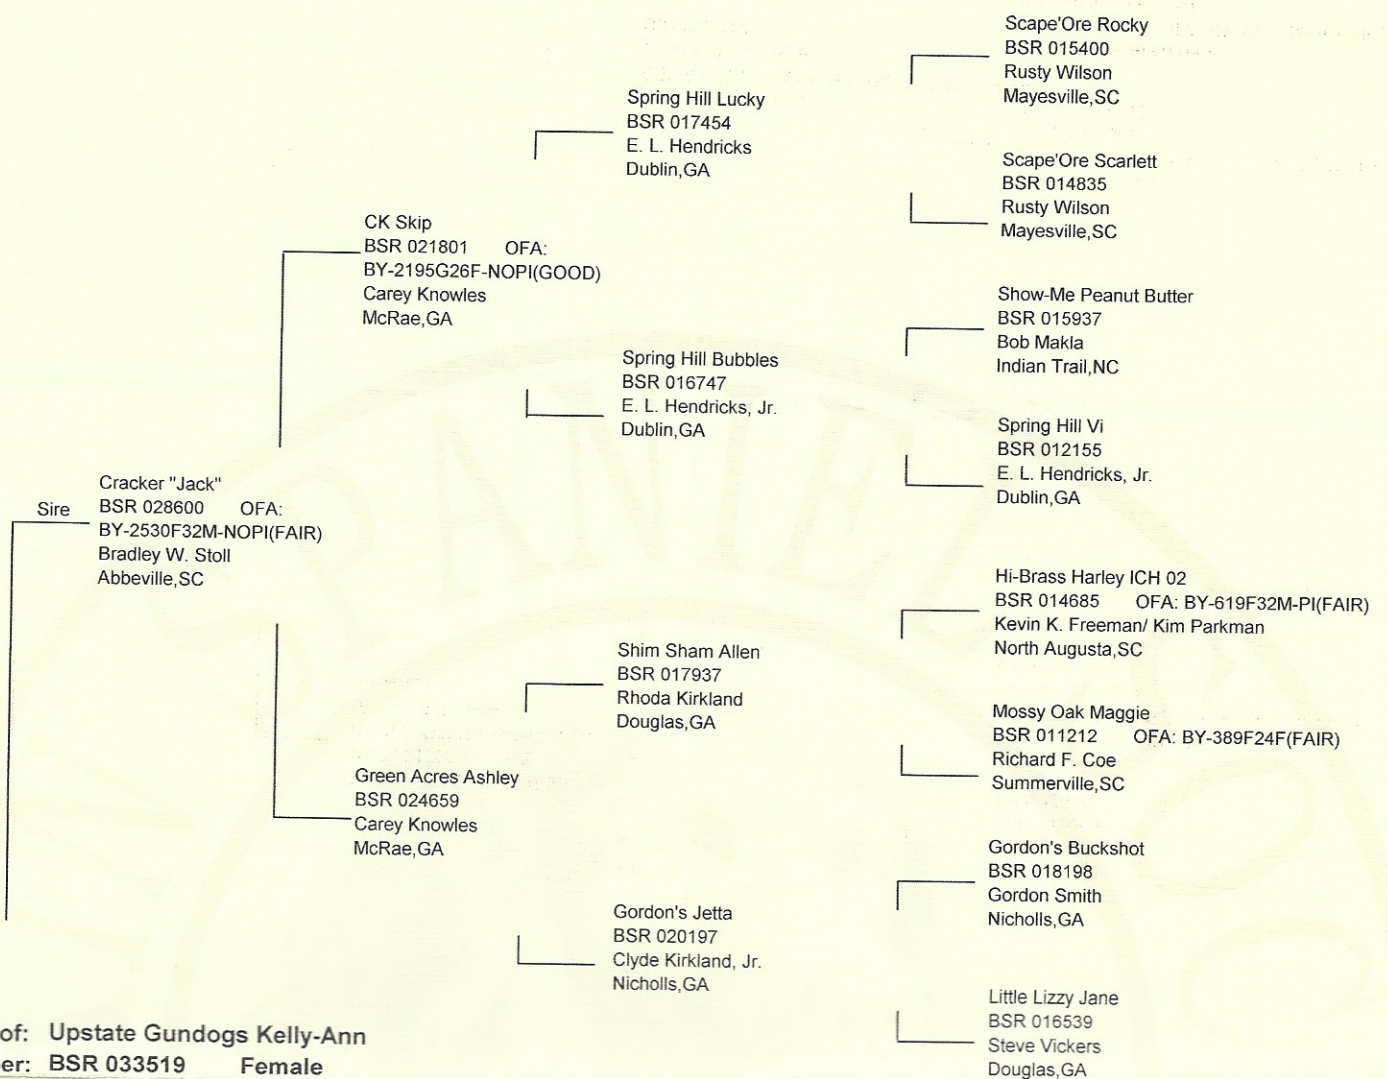 Sire
Cracker "Jack"
BSR 028600 OFA:
BY-2530F32M-NOPI(FAIR)
Bradley W. Stoll
Abbeville,SC
CK Skip
BSR 021801 OFA:
BY-2195G26F-NOPI(GOOD)
Carey Knowles
McRae,GA
Green Acres Ashley
BSR 024659
Carey Knowles
McRae,GA
Spring Hill Lucky
BSR 017454
E. L. Hendricks
Dublin,GA
Spring Hill Bubbles
BSR 016747
E. L. Hendricks, Jr.
Dublin,GA
Shim Sham Allen
BSR 017937
Rhoda Kirkland
Douglas,GA
Gordon's Jetta
BSR 020197
Clyde Kirkland, Jr.
Nicholls,GA
Scape'Ore Rocky
BSR 015400
Rusty Wilson
Mayesville,SC
Scape'Ore Scarlett
BSR 014835
Rusty Wilson
Mayesville,SC
Show-Me Peanut Butter
BSR 015937
Bob Makla
Indian Trail,NC
Spring Hill Vi
BSR 012155
E. L. Hendricks, Jr.
Dublin,GA
Hi-Brass Harley ICH 02
BSR 014685 OFA: BY-619F32M-PI(FAIR)
Kevin K. Freeman/ Kim Parkman
North Augusta,SC
Mossy Oak Maggie
BSR 011212 OFA: BY-389F24F(FAIR)
Richard F. Coe
Summerville,SC
Gordon's Buckshot
BSR 018198
Gordon Smith
Nicholls,GA
Little Lizzy Jane
BSR 016539
Steve Vickers
Douglas,GA
of: Upstate Gundogs Kelly-Ann
er: BSR 033519 Female
SPANIEL